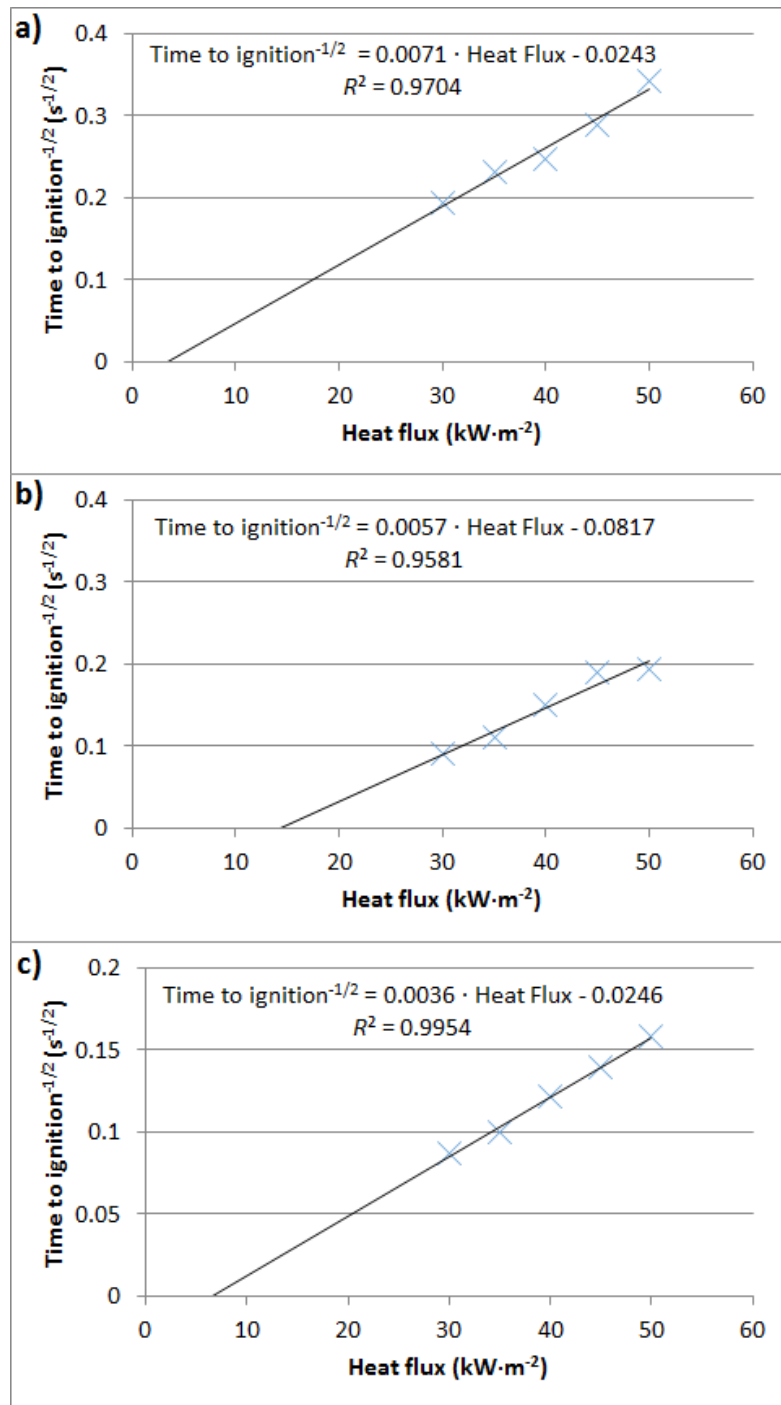 a)
Time to ignition-1/2 = 0.0071 · Heat Flux - 0.0243
R2 = 0.9704
Time to ignition-1/2 (s-1/2)
0.4
0.3
0.2
0.1
0
0 10 20 30 40 50 60
Heat flux (kW·m-2)
b)
Time to ignition-1/2 = 0.0057 · Heat Flux - 0.0817
R2 = 0.9581
Time to ignition-1/2 (s-1/2)
0.4
0.3
0.2
0.1
0
0 10 20 30 40 50 60
Heat flux (kW·m-2)
c)
Time to ignition-1/2 = 0.0036 · Heat Flux - 0.0246
R2 = 0.9954
Time to ignition-1/2 (s-1/2)
0.2
0.15
0.1
0.05
0
0 10 20 30 40 50 60
Heat flux (kW·m-2)